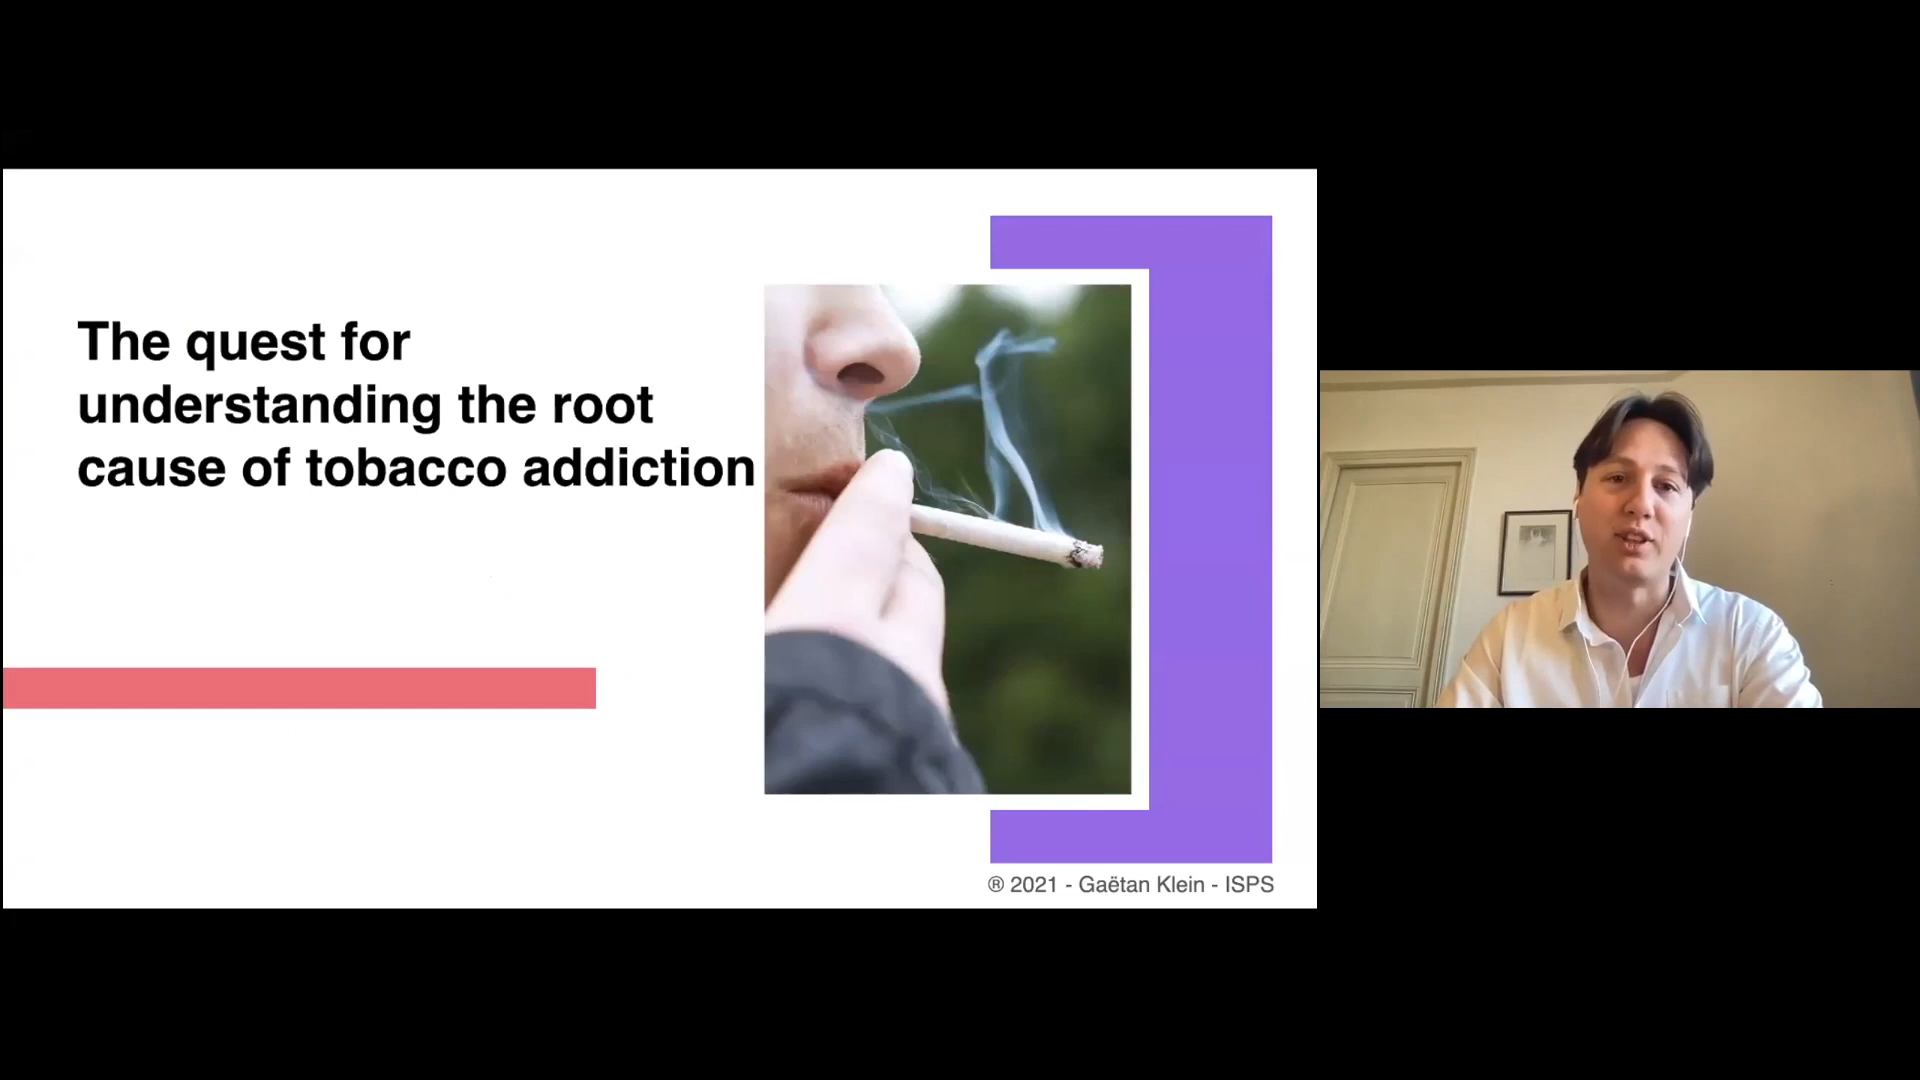 The quest for
understanding the root
cause of tobacco addiction
® 2021 - Gaëtan Klein - ISPS